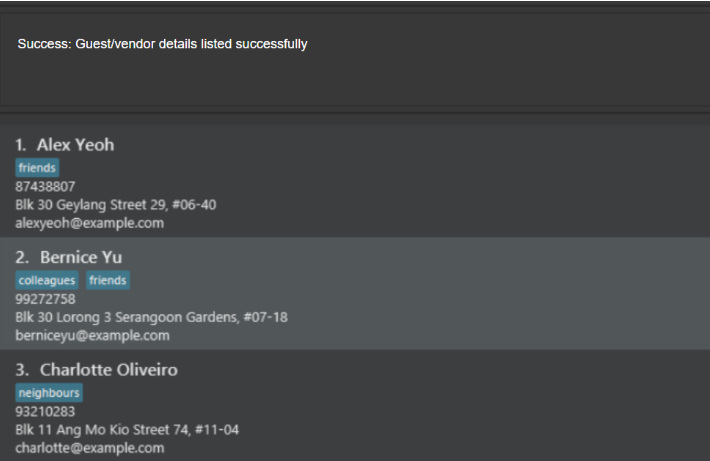 Success: Guest/vendor details listed successfully
1. Alex Yeoh
friends
87438807
Blk 30 Geylang Street 29, #06-40
alexyeoh@example.com
2. Bernice Yu
colleagues friends
99272758
Blk 30 Lorong 3 Serangoon Gardens, #07-18
berniceyu@example.com
3. Charlotte Oliveiro
neighbours
93210283
Blk 11 Ang Mo Kio Street 74, #11-04
charlotte@example.com